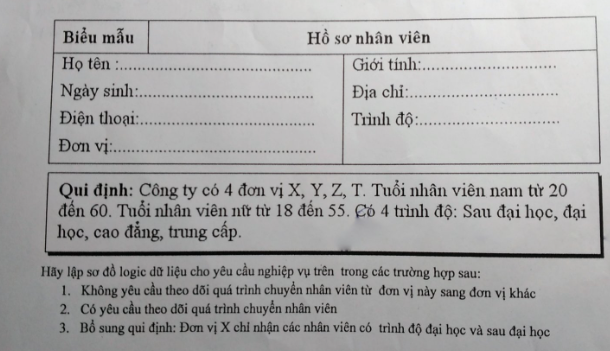 Biểu mẫu Hồ sơ nhân viên
Họ tên :........................................ Giới tính:............................
Ngày sinh:.................................... Địa chỉ:...............................
Điện thoại:.................................... Trình độ:.............................
Đơn vị:..........................................
Qui định: Công ty có 4 đơn vị X, Y, Z, T. Tuổi nhân viên nam từ 20
đến 60. Tuổi nhân viên nữ từ 18 đến 55. Có 4 trình độ: Sau đại học, đại
học, cao đẳng, trung cấp.
Hãy lập sơ đồ logic dữ liệu cho yêu cầu nghiệp vụ trên trong các trường hợp sau:
1. Không yêu cầu theo dõi quá trình chuyển nhân viên từ đơn vị này sang đơn vị khác
2. Có yêu cầu theo dõi quá trình chuyển nhân viên
3. Bổ sung qui định: Đơn vị X chỉ nhận các nhân viên có trình độ đại học và sau đại học